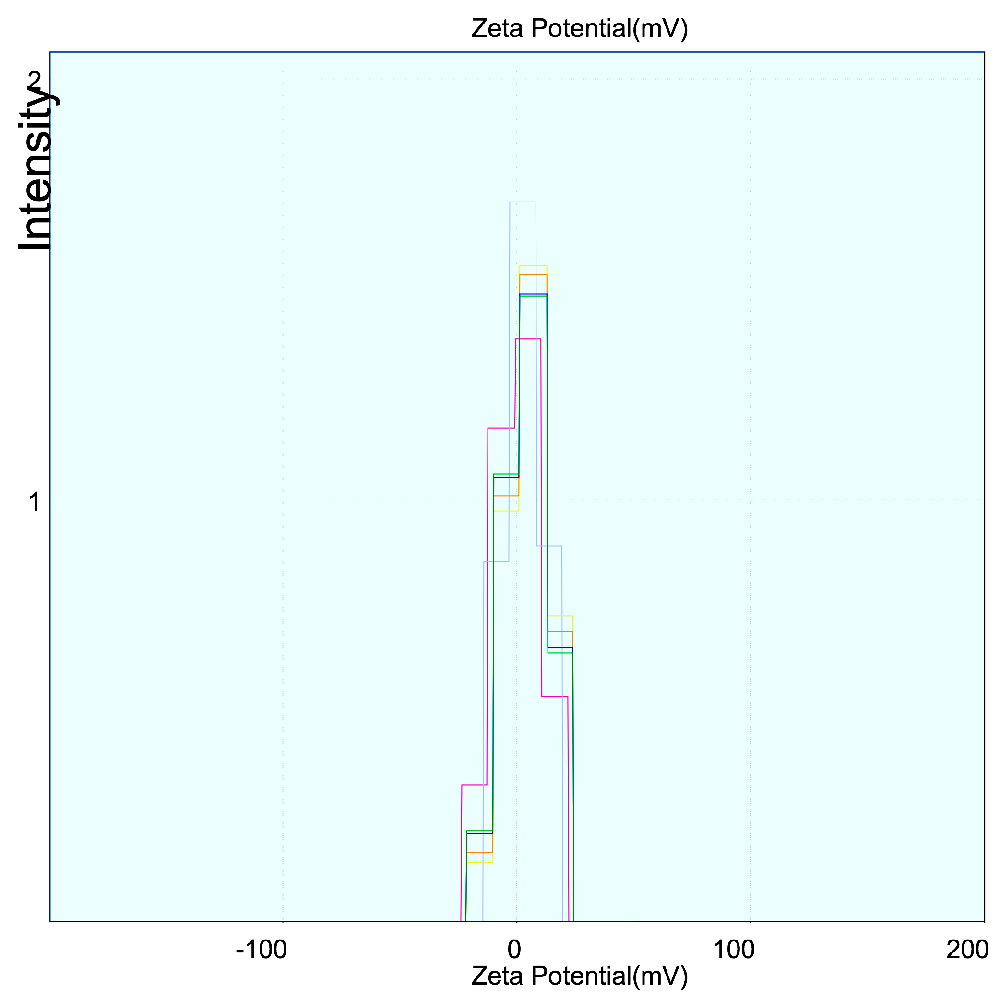 Zeta Potential(mV)
2
Intensity
1
-100 0 100 200
Zeta Potential(mV)